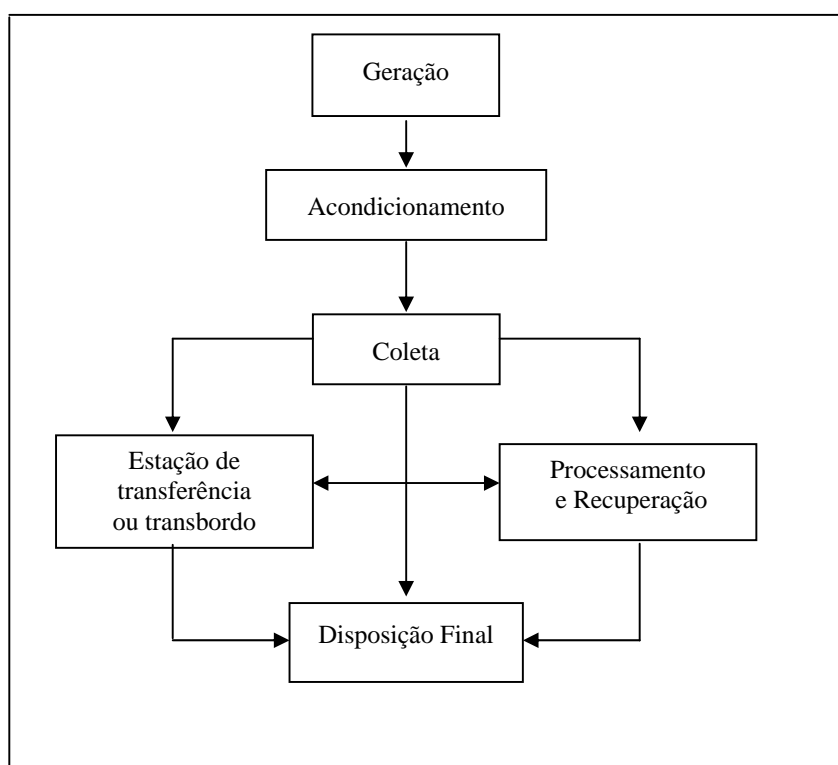 Geração
Acondicionamento
Coleta
Estação de
transferência
ou transbordo
Processamento
e Recuperação
Disposição Final